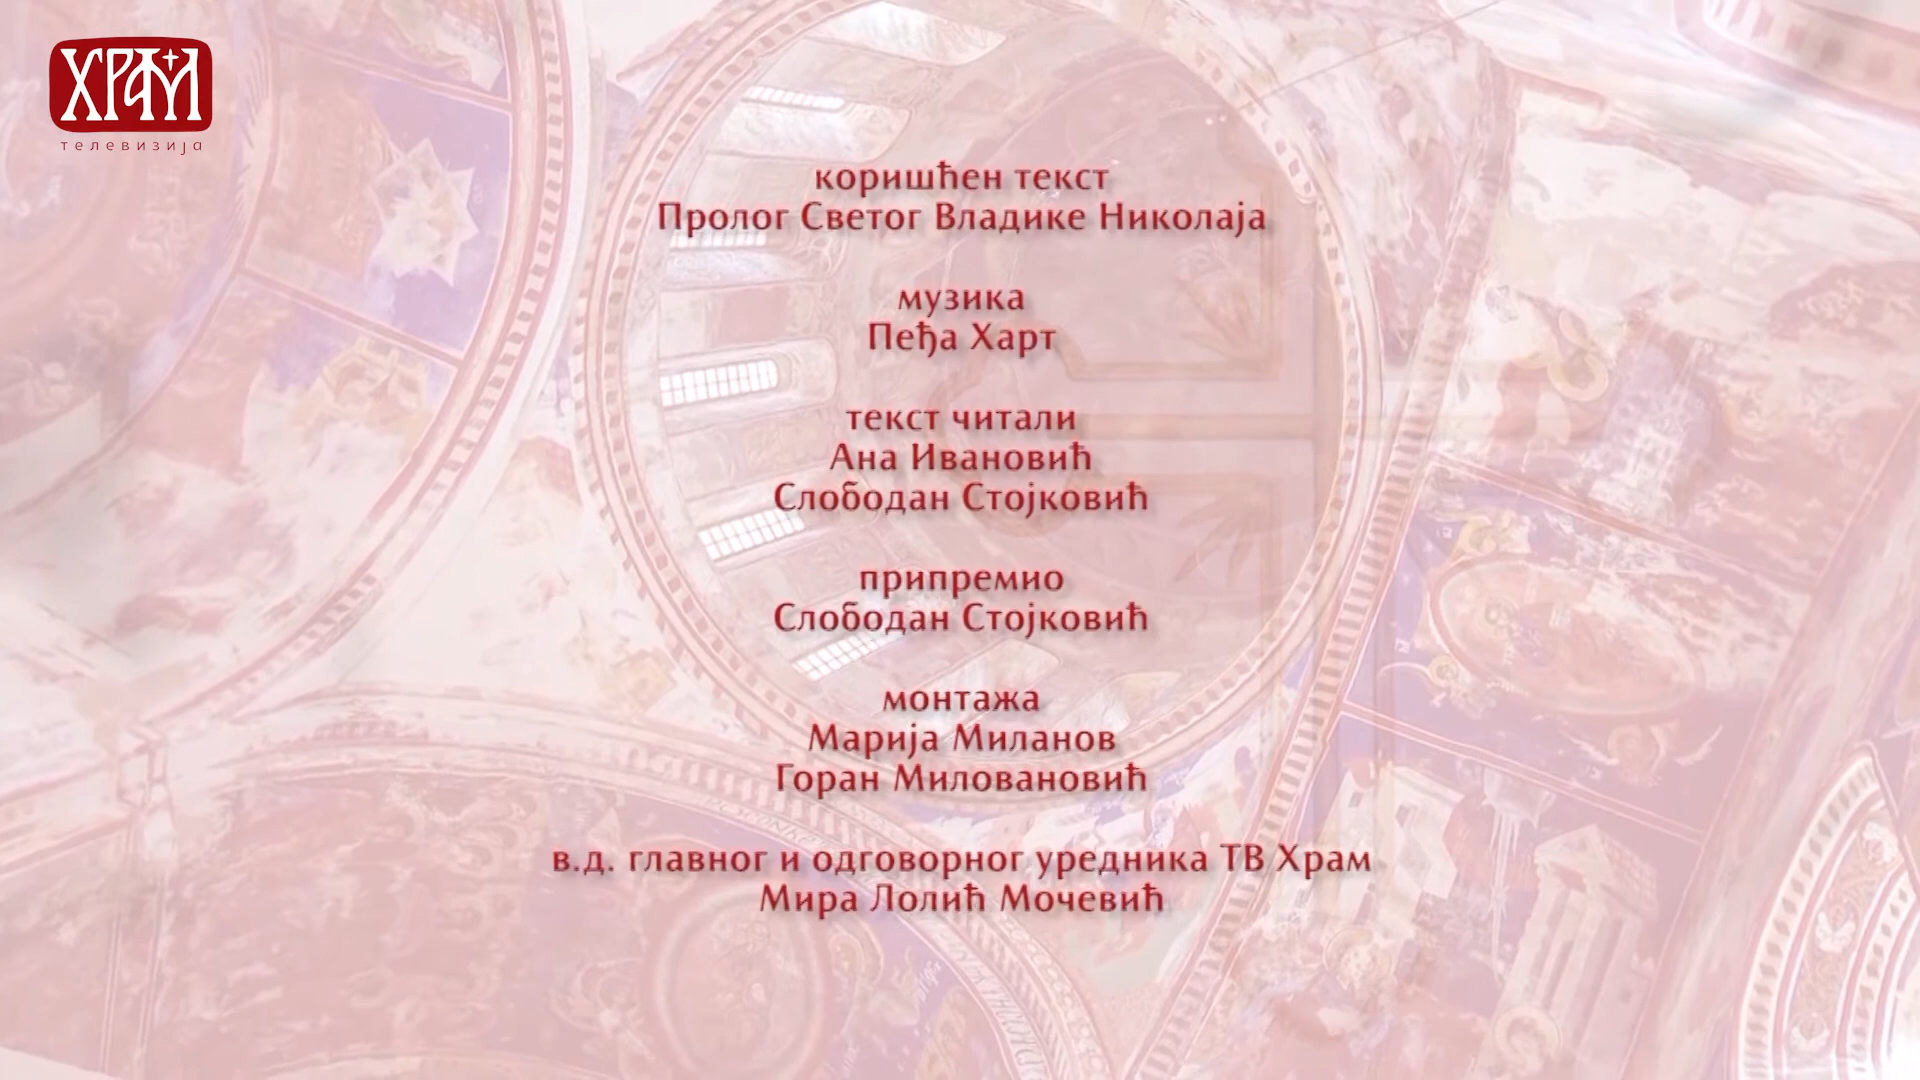 ХРАМ
телевизија
коришћен текст
Пролог Светог Владике Николаја
музика
Пеђа Харт
текст читали
Ана Ивановић
Слободан Стојковић
припремио
Слободан Стојковић
монтажа
Марија Миланов
Горан Миловановић
в.д. главног и одговорног уредника ТВ Храм
Мира Лолић Мочевић